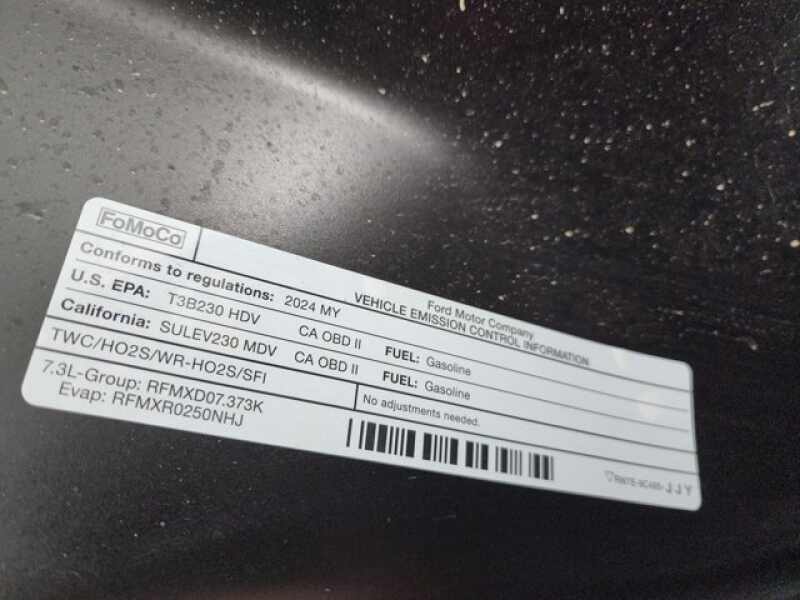 FoMoCo
Ford Motor Company
VEHICLE EMISSION CONTROL INFORMATION
Conforms to regulations: 2024 MY
U.S. EPA: T3B230 HDV CA OBD II FUEL: Gasoline
California: SULEV230 MDV CA OBD II FUEL: Gasoline
TWC/HO2S/WR-HO2S/SFI No adjustments needed.
7.3L-Group: RFMXD07.373K
Evap: RFMXR0250NHJ
JJY